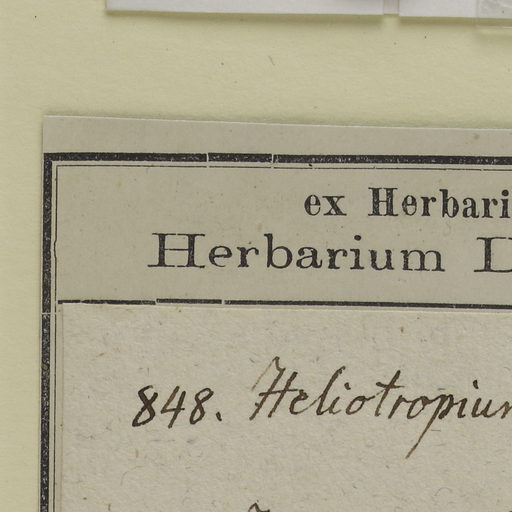 ex Herbari
Herbarium D
848. Heliotropium